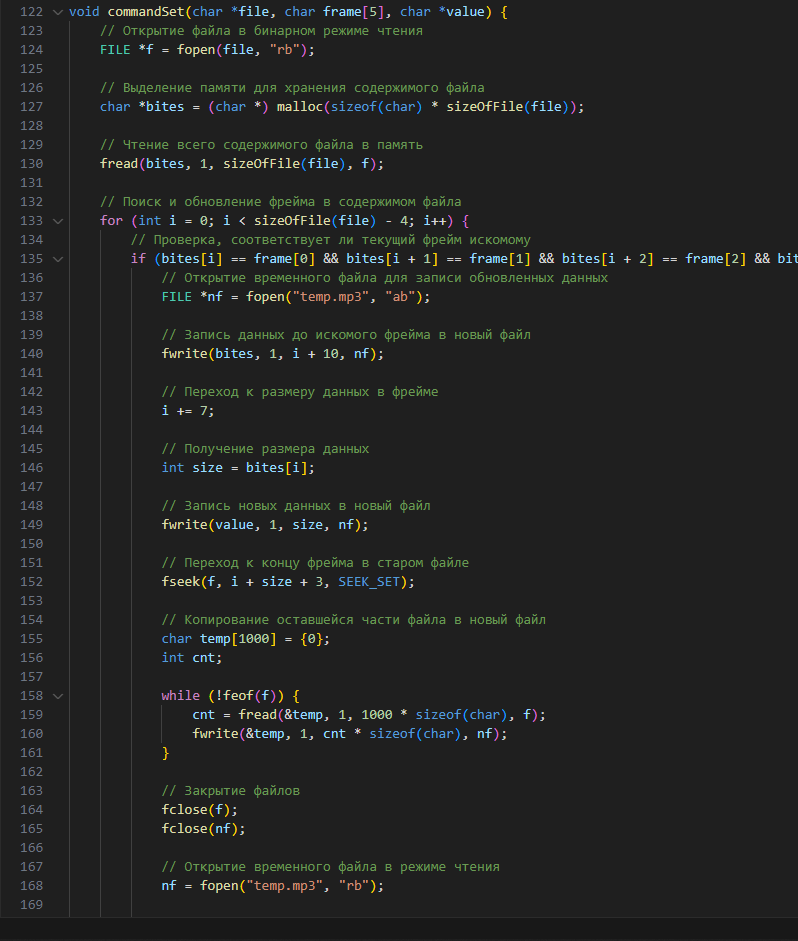 122 void commandSet(char *file, char frame[5], char *value) {
123 // Открытие файла в бинарном режиме чтения
124 FILE *f = fopen(file, "rb");
125
126 // Выделение памяти для хранения содержимого файла
127 char *bites = (char *) malloc(sizeof(char) * sizeOfFile(file));
128
129 // Чтение всего содержимого файла в память
130 fread(bites, 1, sizeOfFile(file), f);
131
132 // Поиск и обновление фрейма в содержимом файла
133 for (int i = 0; i < sizeOfFile(file) - 4; i++) {
134 // Проверка, соответствует ли текущий фрейм искомому
135 if (bites[i] == frame[0] && bites[i + 1] == frame[1] && bites[i + 2] == frame[2] && bit
136 // Открытие временного файла для записи обновленных данных
137 FILE *nf = fopen("temp.mp3", "ab");
138
139 // Запись данных до искомого фрейма в новый файл
140 fwrite(bites, 1, i + 10, nf);
141
142 // Переход к размеру данных в фрейме
143 i += 7;
144
145 // Получение размера данных
146 int size = bites[i];
147
148 // Запись новых данных в новый файл
149 fwrite(value, 1, size, nf);
150
151 // Переход к концу фрейма в старом файле
152 fseek(f, i + size + 3, SEEK_SET);
153
154 // Копирование оставшейся части файла в новый файл
155 char temp[1000] = {0};
156 int cnt;
157
158 while (!feof(f)) {
159 cnt = fread(&temp, 1, 1000 * sizeof(char), f);
160 fwrite(&temp, 1, cnt * sizeof(char), nf);
161 }
162
163 // Закрытие файлов
164 fclose(f);
165 fclose(nf);
166
167 // Открытие временного файла в режиме чтения
168 nf = fopen("temp.mp3", "rb");
169